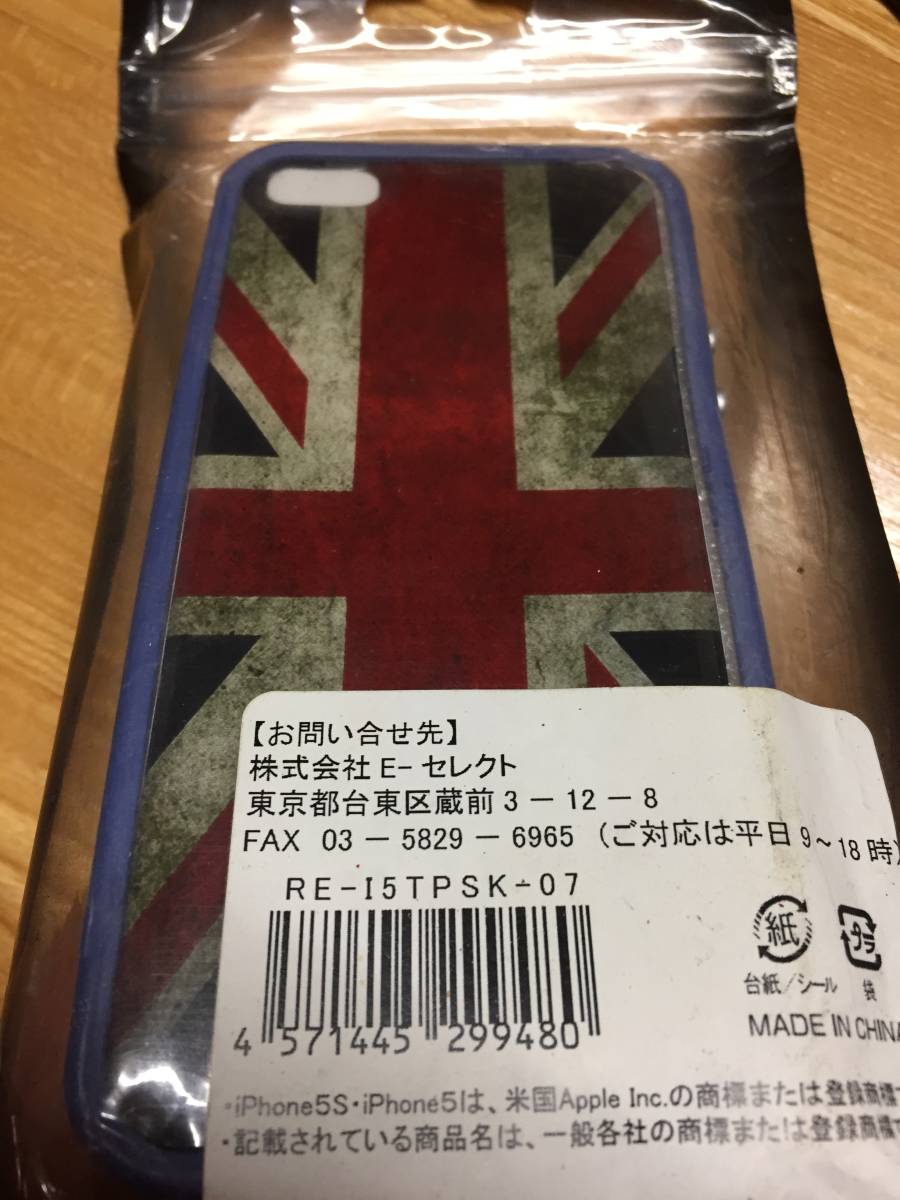 【お問い合せ先】
株式会社 E- セレクト
東京都台東区蔵前 3 - 12 - 8
FAX 03 - 5829 - 6965 (ご対応は平日 9~18 時)
RE-I5TPSK-07
紙
プラ
台紙/シール 袋
4 571445 299480
MADE IN CHINA
・iPhone5S・iPhone5は、米国Apple Inc.の商標または登録商標で
・記載されている商品名は、一般各社の商標または登録商標で